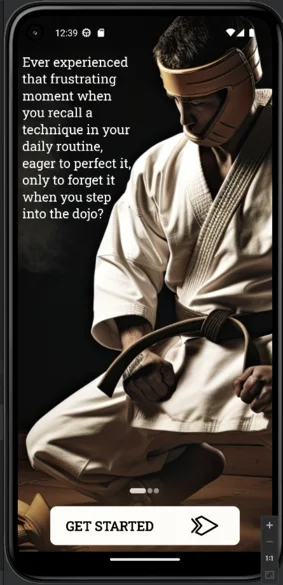 12:39
Ever experienced
that frustrating
moment when
you recall a
technique in your
daily routine,
eager to perfect it,
only to forget it
when you step
into the dojo?
GET STARTED
1:1